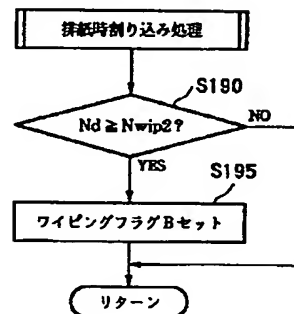 排紙時割り込み処理
S190
Nd≧Nwip2?
NO
YES
S195
ワイピングフラグBセット
リターン